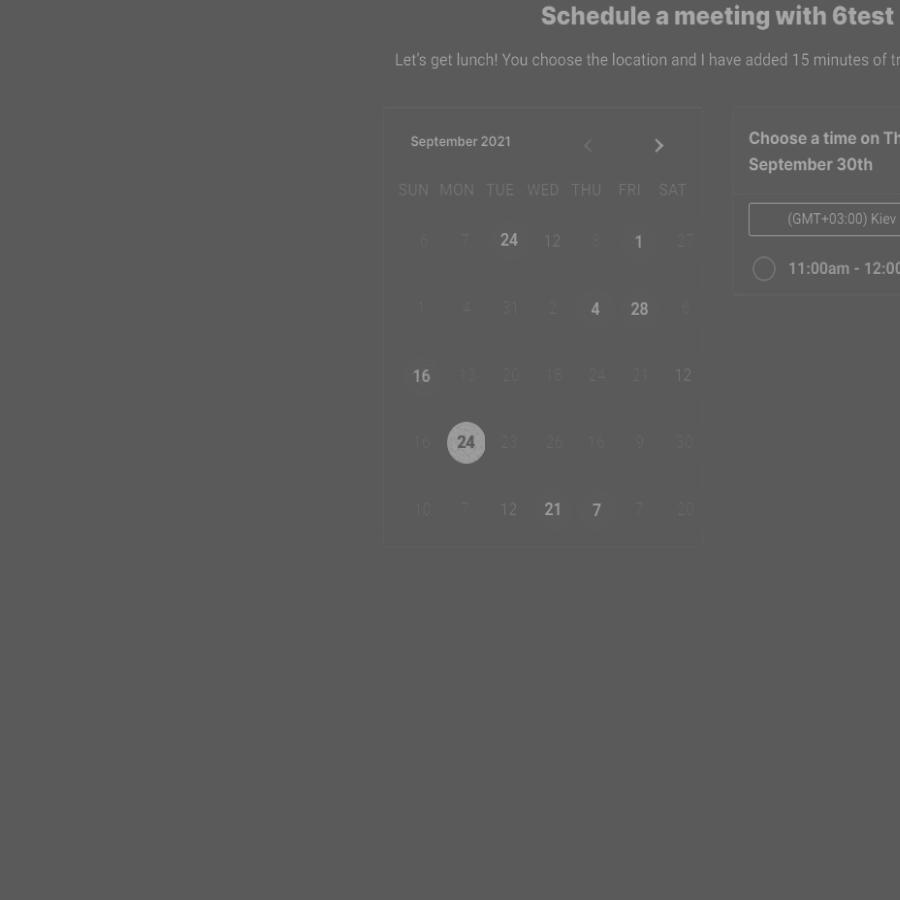 Schedule a meeting with 6test
Let's get lunch! You choose the location and I have added 15 minutes of
September 2021
SUN MON TUE WED THU FRI SAT
6 7 24 12 8 1 27
1 4 31 2 4 28 6
16 13 20 18 24 21 12
16 24 23 26 16 9 30
10 7 12 21 7 7 20
Choose a time on Th
September 30th
(GMT+03:00) Kiev
11:00am - 12:00